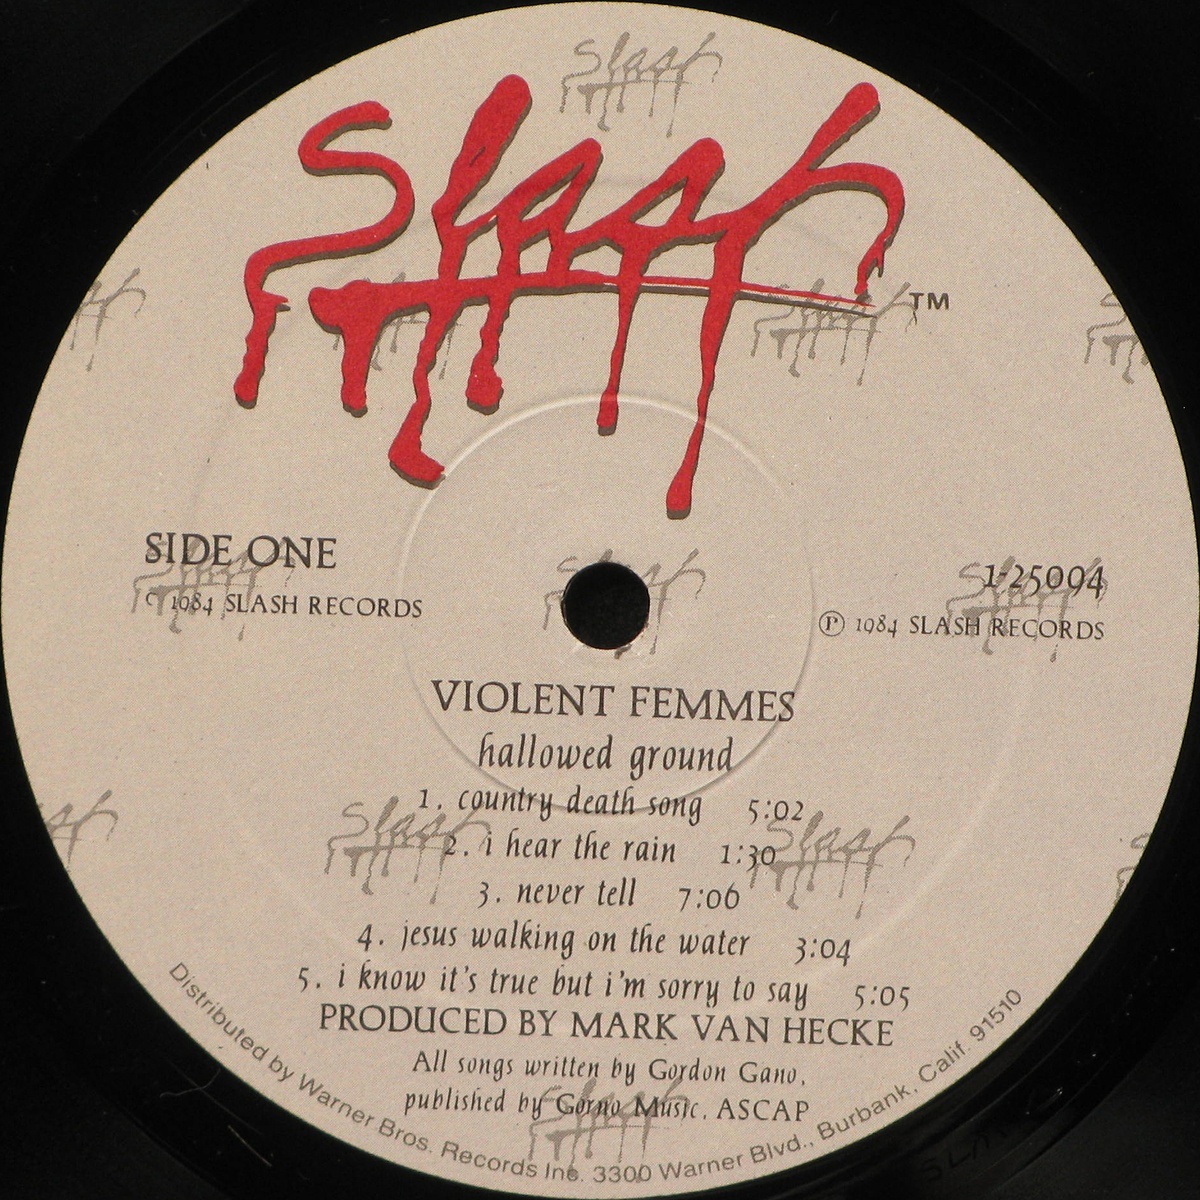 Slash
Slash TM
SIDE ONE
© 1984 SLASH RECORDS
1-25004
℗ 1984 SLASH RECORDS
VIOLENT FEMMES
hallowed ground
1. country death song 5:02
2. i hear the rain 1:30
3. never tell 7:06
4. jesus walking on the water 3:04
5. i know it's true but i'm sorry to say 5:05
PRODUCED BY MARK VAN HECKE
All songs written by Gordon Gano,
published by Gorno Music, ASCAP
Distributed by Warner Bros. Records Inc. 3300 Warner Blvd., Burbank, Calif. 91510